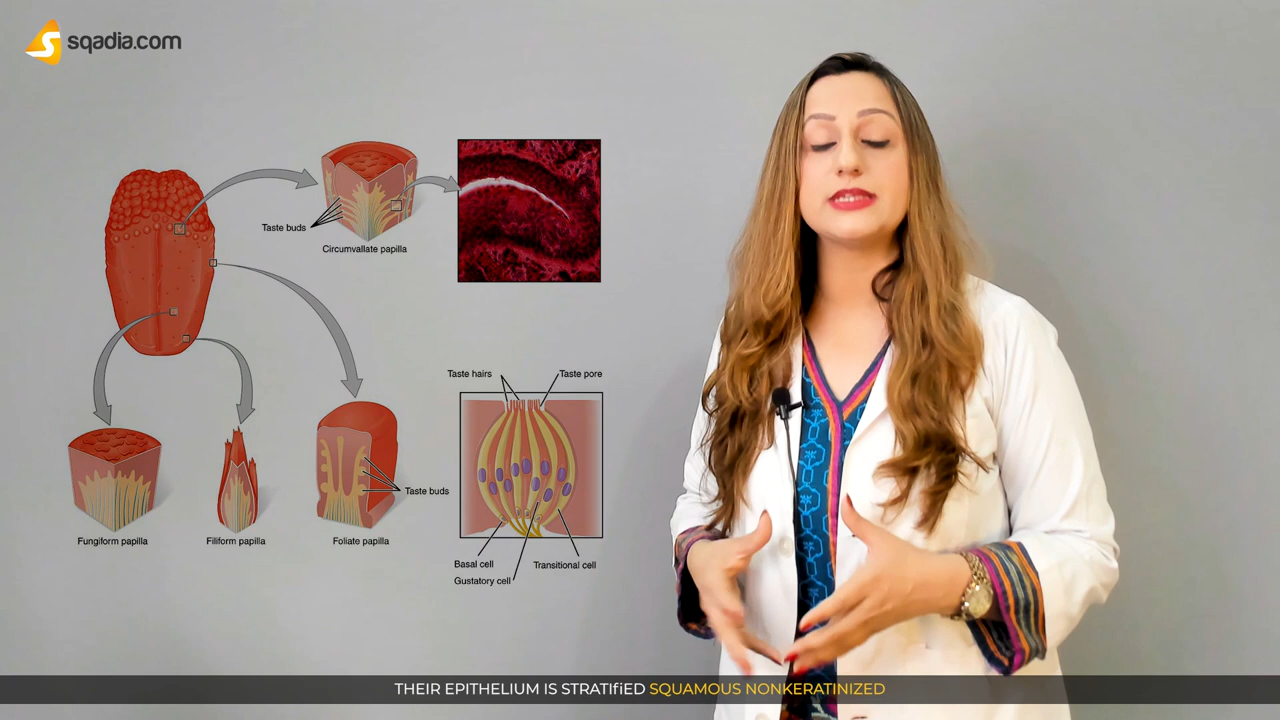 sqadia.com
Taste buds
Circumvallate papilla
Taste hairs
Taste pore
Taste buds
Fungiform papilla
Filiform papilla
Foliate papilla
Basal cell
Transitional cell
Gustatory cell
THEIR EPITHELIUM IS STRATIfiED SQUAMOUS NONKERATINIZED